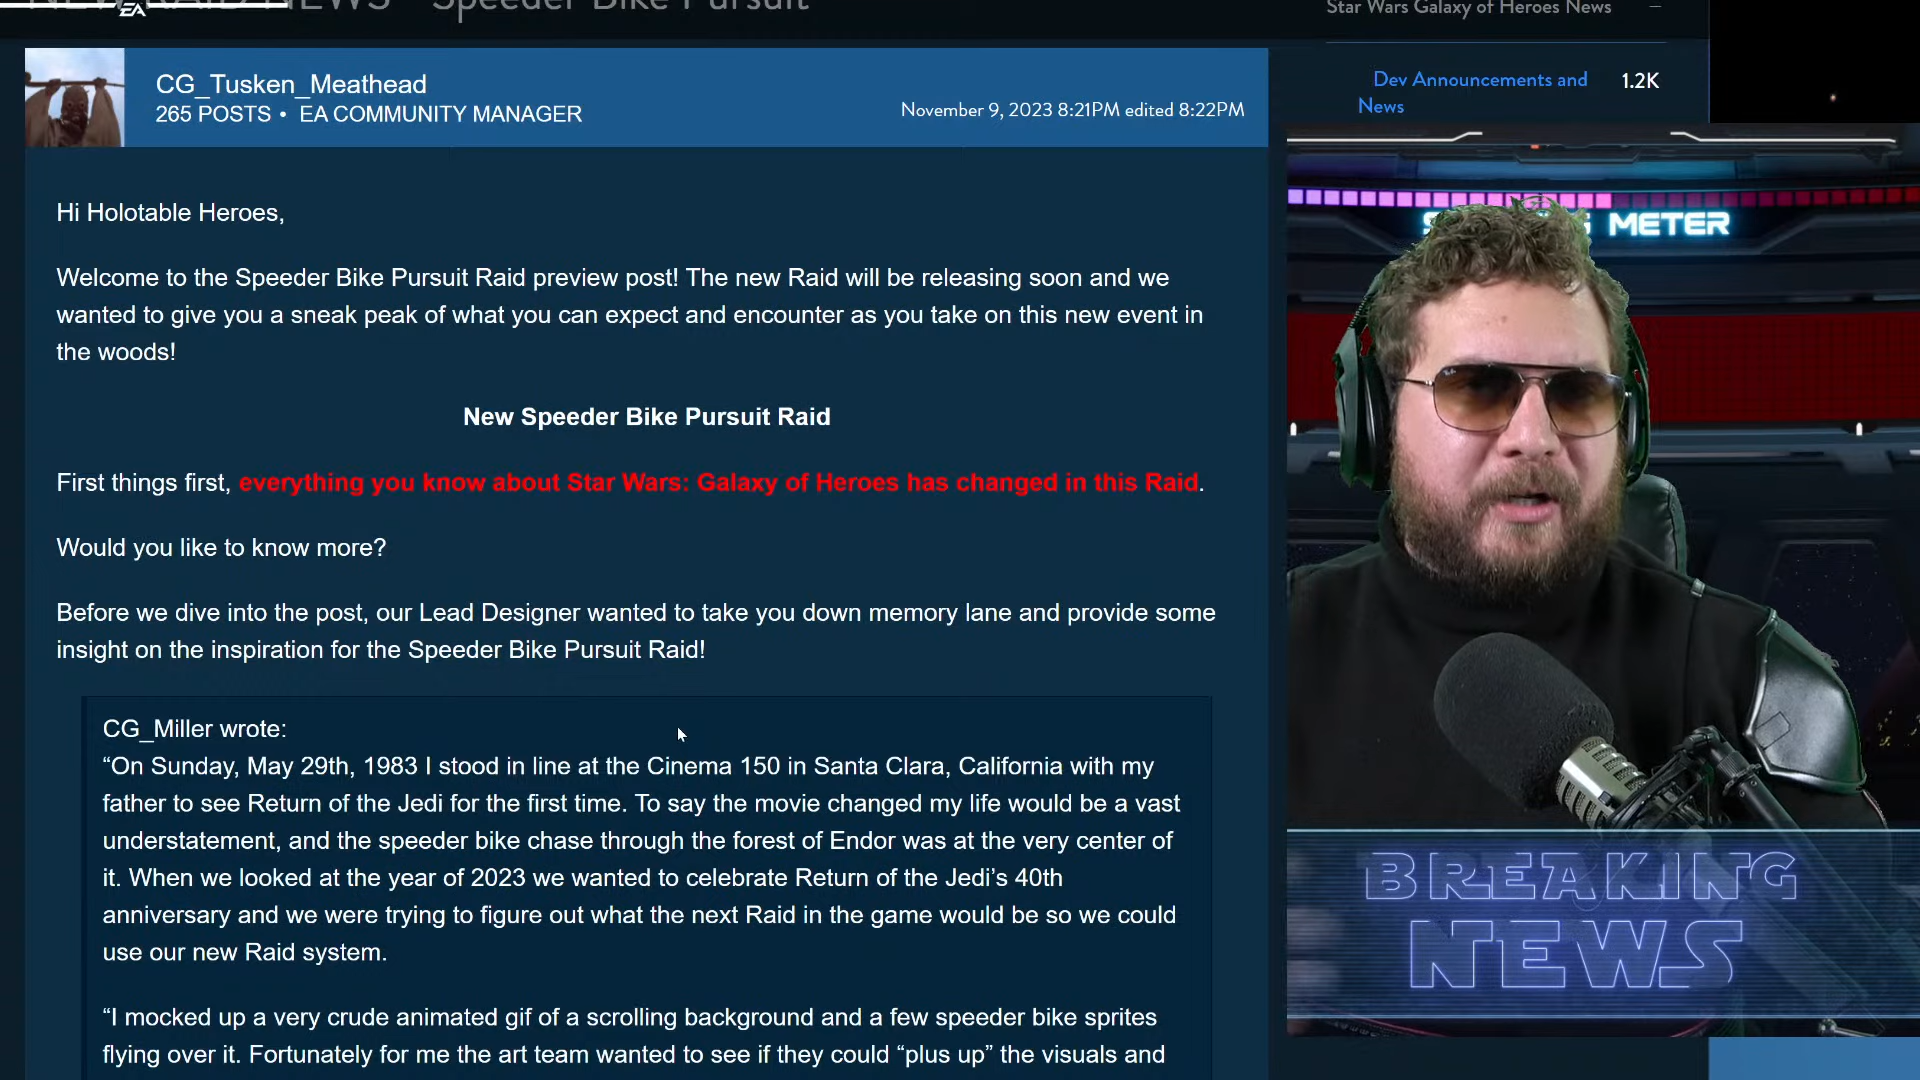 NEW RAID NEWS - Speeder Bike Pursuit
EA
Star Wars Galaxy of Heroes News
Dev Announcements and
News
1.2K
CG_Tusken_Meathead
265 POSTS • EA COMMUNITY MANAGER
November 9, 2023 8:21PM edited 8:22PM
Hi Holotable Heroes,
Welcome to the Speeder Bike Pursuit Raid preview post! The new Raid will be releasing soon and we
wanted to give you a sneak peak of what you can expect and encounter as you take on this new event in
the woods!
New Speeder Bike Pursuit Raid
First things first, everything you know about Star Wars: Galaxy of Heroes has changed in this Raid.
Would you like to know more?
Before we dive into the post, our Lead Designer wanted to take you down memory lane and provide some
insight on the inspiration for the Speeder Bike Pursuit Raid!
CG_Miller wrote:
“On Sunday, May 29th, 1983 I stood in line at the Cinema 150 in Santa Clara, California with my
father to see Return of the Jedi for the first time. To say the movie changed my life would be a vast
understatement, and the speeder bike chase through the forest of Endor was at the very center of
it. When we looked at the year of 2023 we wanted to celebrate Return of the Jedi’s 40th
anniversary and we were trying to figure out what the next Raid in the game would be so we could
use our new Raid system.
“I mocked up a very crude animated gif of a scrolling background and a few speeder bike sprites
flying over it. Fortunately for me the art team wanted to see if they could “plus up” the visuals and
METER
BREAKING
NEWS